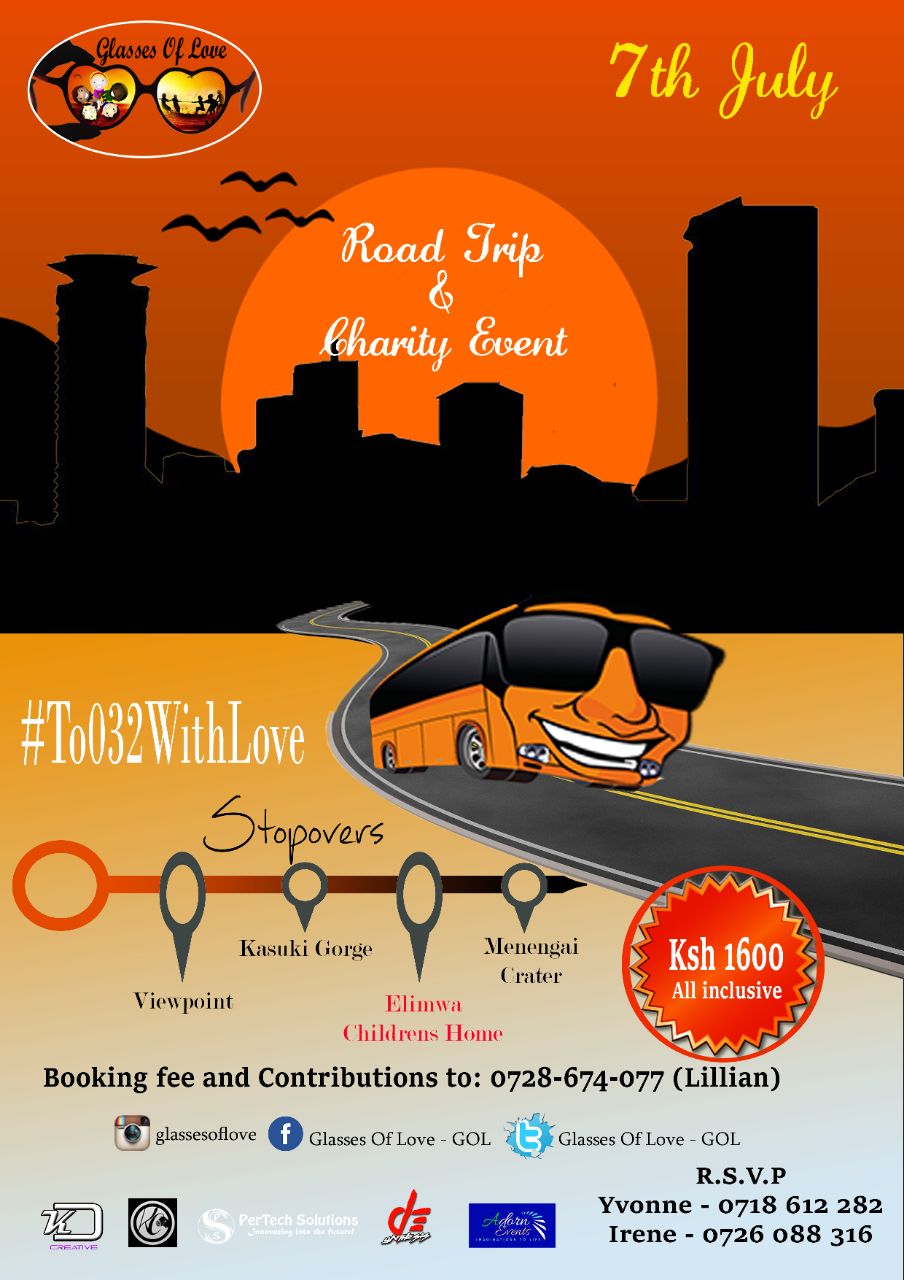 Glasses Of Love
7th July
Road Trip
&
Charity Event
#To032WithLove
Stopovers
Kasuki Gorge
Menengai
Crater
Viewpoint
Elimwa
Childrens Home
Ksh 1600
All inclusive
Booking fee and Contributions to: 0728-674-077 (Lillian)
glassesoflove
Glasses Of Love - GOL
Glasses Of Love - GOL
R.S.V.P
Yvonne - 0718 612 282
Irene - 0726 088 316
CREATIVE
PerTech Solutions
Innovating into the future!
Adorn
Events
IMAGINATIONS TO LIFE